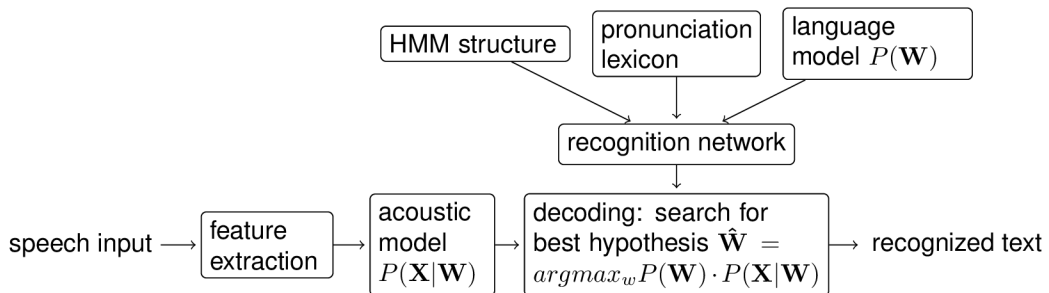 HMM structure
pronunciation
lexicon
language
model P(W)
recognition network
speech input
feature
extraction
acoustic
model
P(X|W)
decoding: search for
best hypothesis Ŵ =
argmax_w P(W) · P(X|W)
recognized text